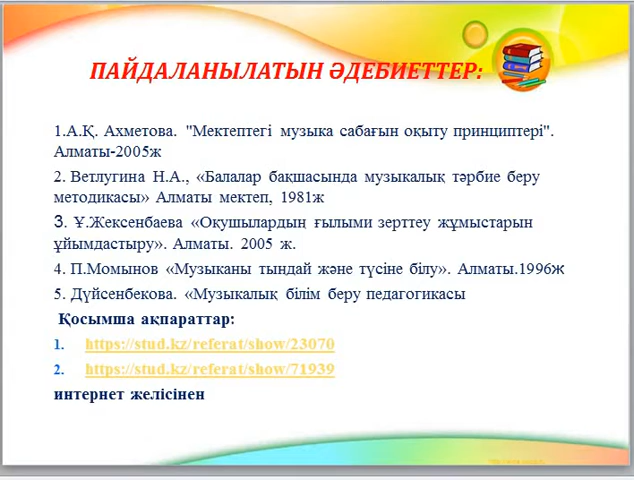 ПАЙДАЛАНЫЛАТЫН ӘДЕБИЕТТЕР:
1.А.Қ. Ахметова. "Мектептегі музыка сабағын оқыту принциптері".
Алматы-2005ж
2. Ветлугина Н.А., «Балалар бақшасында музыкалық тәрбие беру
методикасы» Алматы мектеп, 1981ж
3. Ұ.Жексенбаева «Оқушылардың ғылыми зерттеу жұмыстарын
ұйымдастыру». Алматы. 2005 ж.
4. П.Момынов «Музыканы тыңдай және түсіне білу». Алматы.1996ж
5. Дүйсенбекова. «Музыкалық білім беру педагогикасы
Қосымша ақпараттар:
1. https://stud.kz/referat/show/23070
2. https://stud.kz/referat/show/71939
интернет желісінен